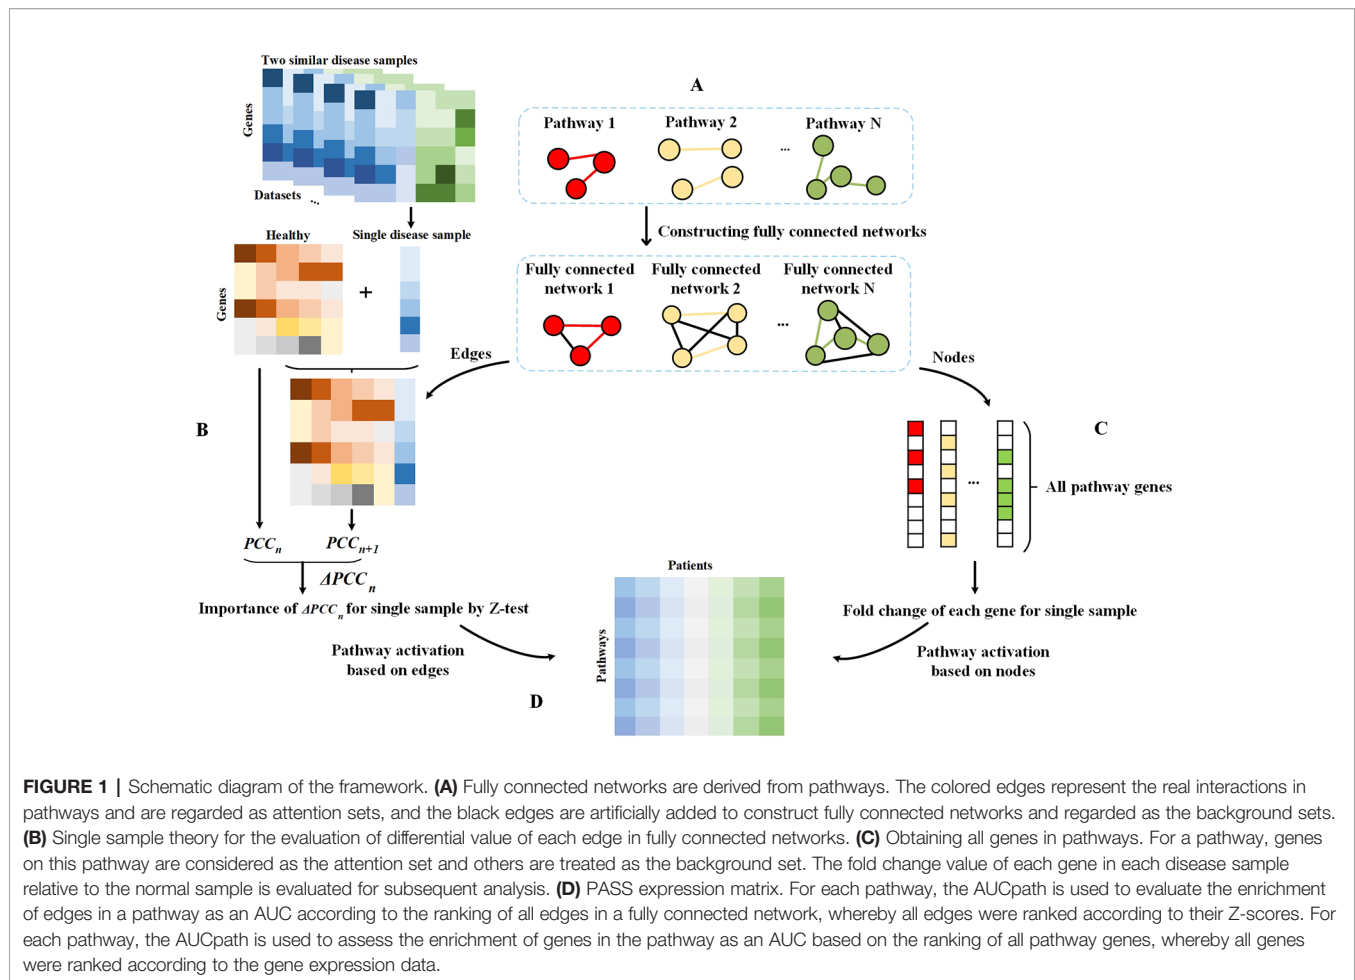 Two similar disease samples
Genes
Datasets ...
A
Pathway 1
Pathway 2
...
Pathway N
Constructing fully connected networks
Fully connected
network 1
Fully connected
network 2
...
Fully connected
network N
Healthy
Single disease sample
Genes
+
Edges
Nodes
B
C
...
All pathway genes
PCCn
PCCn+1
ΔPCCn
Importance of ΔPCCn for single sample by Z-test
Pathway activation
based on edges
Fold change of each gene for single sample
Pathway activation
based on nodes
Patients
Pathways
D
FIGURE 1 | Schematic diagram of the framework. (A) Fully connected networks are derived from pathways. The colored edges represent the real interactions in
pathways and are regarded as attention sets, and the black edges are artificially added to construct fully connected networks and regarded as the background sets.
(B) Single sample theory for the evaluation of differential value of each edge in fully connected networks. (C) Obtaining all genes in pathways. For a pathway, genes
on this pathway are considered as the attention set and others are treated as the background set. The fold change value of each gene in each disease sample
relative to the normal sample is evaluated for subsequent analysis. (D) PASS expression matrix. For each pathway, the AUCpath is used to evaluate the enrichment
of edges in a pathway as an AUC according to the ranking of all edges in a fully connected network, whereby all edges were ranked according to their Z-scores. For
each pathway, the AUCpath is used to assess the enrichment of genes in the pathway as an AUC based on the ranking of all pathway genes, whereby all genes
were ranked according to the gene expression data.